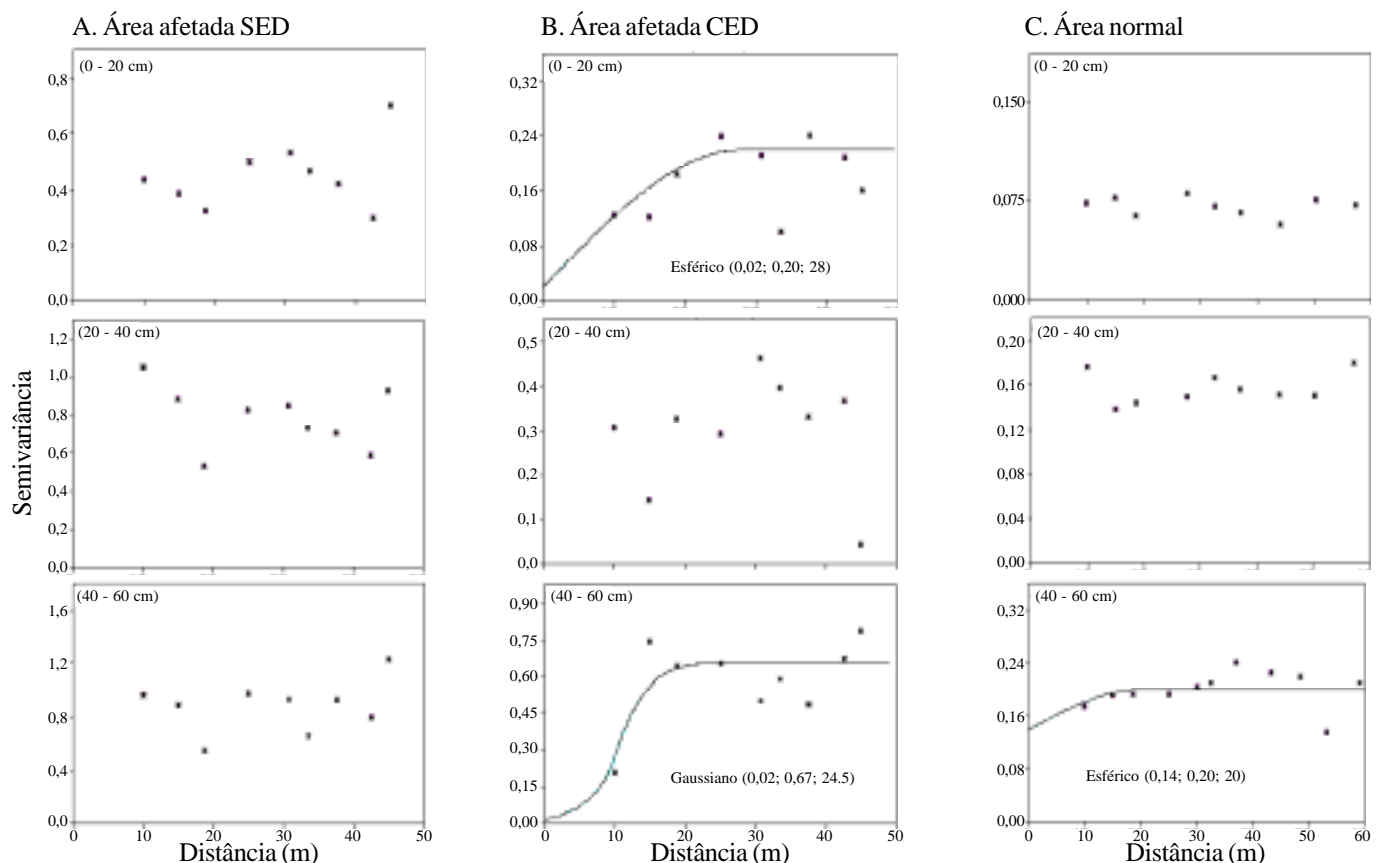 A. Área afetada SED
B. Área afetada CED
C. Área normal
Semivariância
(0 - 20 cm)
0,8
0,6
0,4
0,2
0,0
(0 - 20 cm)
0,32
0,24
0,16
0,08
0,00
Esférico (0,02; 0,20; 28)
(0 - 20 cm)
0,150
0,075
0,000
(20 - 40 cm)
1,2
1,0
0,8
0,6
0,4
0,2
0,0
(20 - 40 cm)
0,5
0,4
0,3
0,2
0,1
0,0
(20 - 40 cm)
0,20
0,16
0,12
0,08
0,04
0,00
(40 - 60 cm)
1,6
1,2
0,8
0,4
0,0
0 10 20 30 40 50
Distância (m)
(40 - 60 cm)
0,90
0,75
0,60
0,45
0,30
0,15
0,00
Gaussiano (0,02; 0,67; 24.5)
0 10 20 30 40 50
Distância (m)
(40 - 60 cm)
0,32
0,24
0,16
0,08
0,00
Esférico (0,14; 0,20; 20)
0 10 20 30 40 50 60
Distância (m)